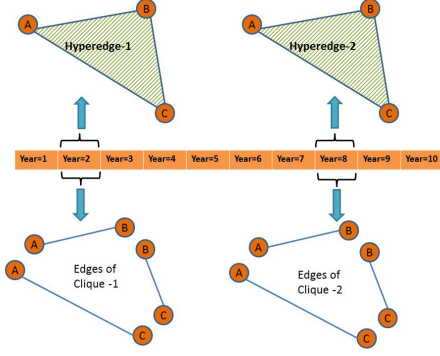 B
B
A
A
Hyperedge-1
Hyperedge-2
C
C
Year=1 Year=2 Year=3 Year=4 Year=5 Year=6 Year=7 Year=8 Year=9 Year=10
B
B
A
A
B
B
A
A
Edges of
Clique -1
Edges of
Clique -2
C
C
C
C